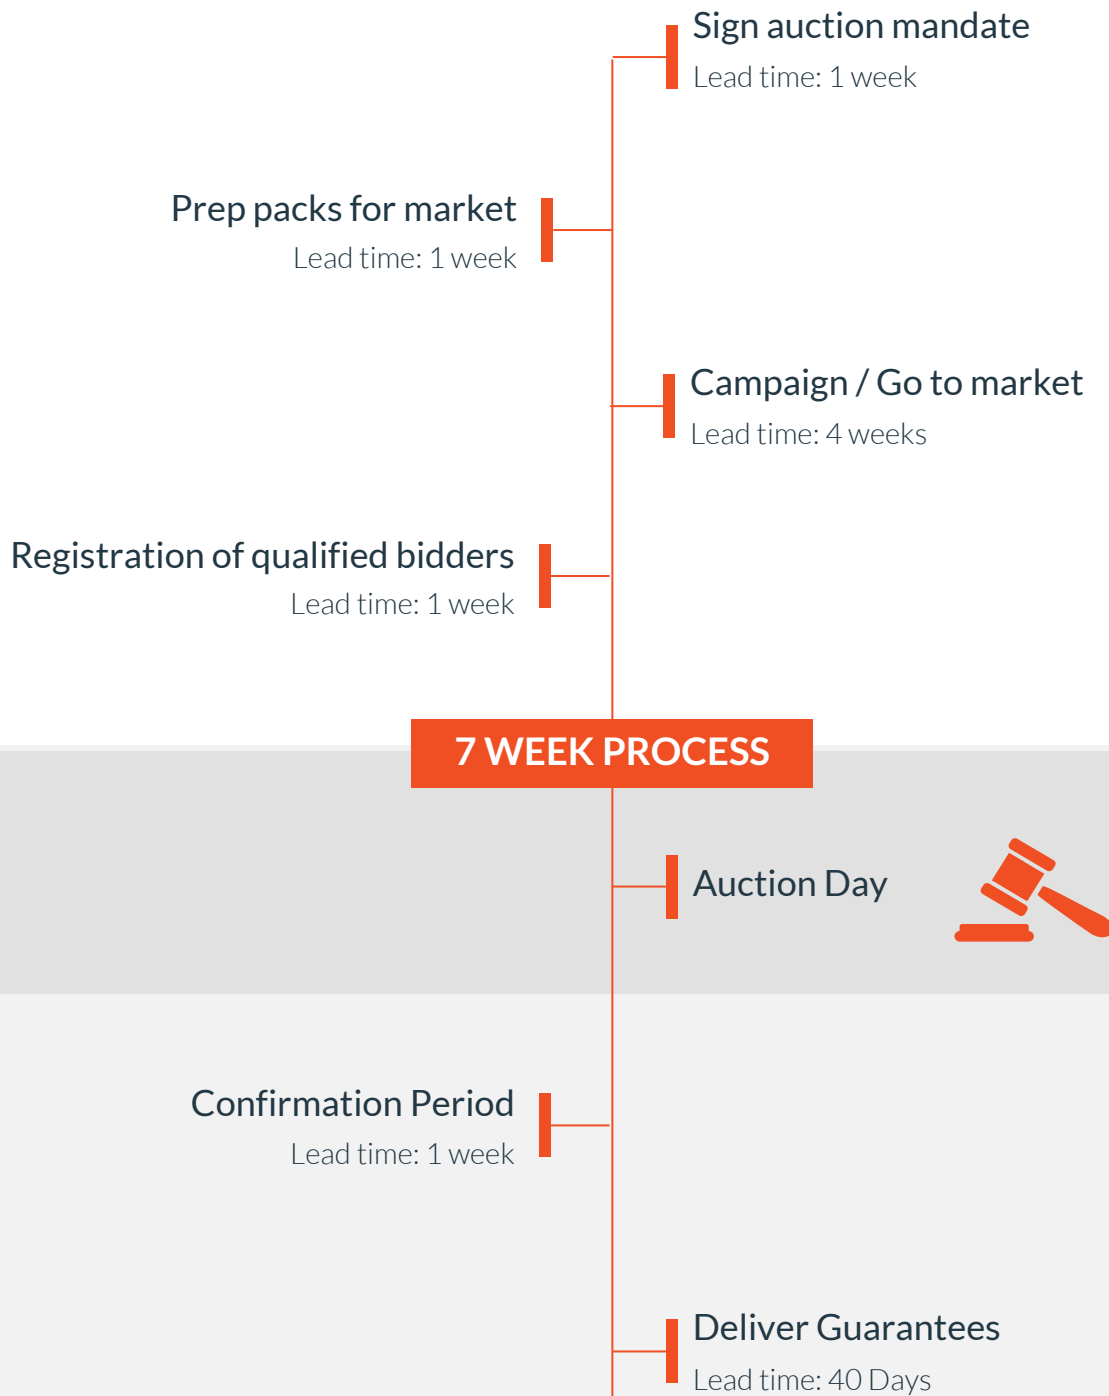 Sign auction mandate
Lead time: 1 week
Prep packs for market
Lead time: 1 week
Campaign / Go to market
Lead time: 4 weeks
Registration of qualified bidders
Lead time: 1 week
7 WEEK PROCESS
Auction Day
Confirmation Period
Lead time: 1 week
Deliver Guarantees
Lead time: 40 Days